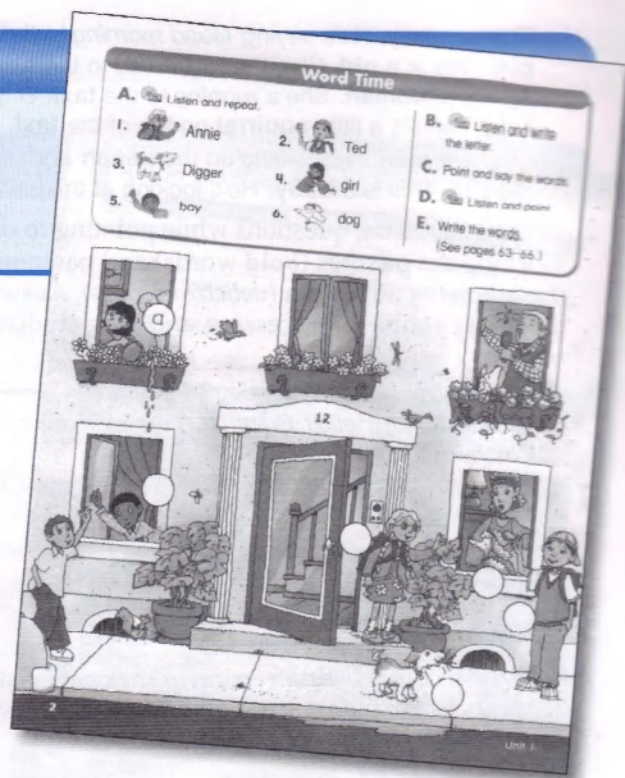 Word Time
A. Listen and repeat.
1. Annie
2. Ted
3. Digger
4. girl
5. boy
6. dog
B. Listen and write
the letter.
C. Point and say the words.
D. Listen and point.
E. Write the words.
(See pages 63–66.)
a
12
2
Unit 1